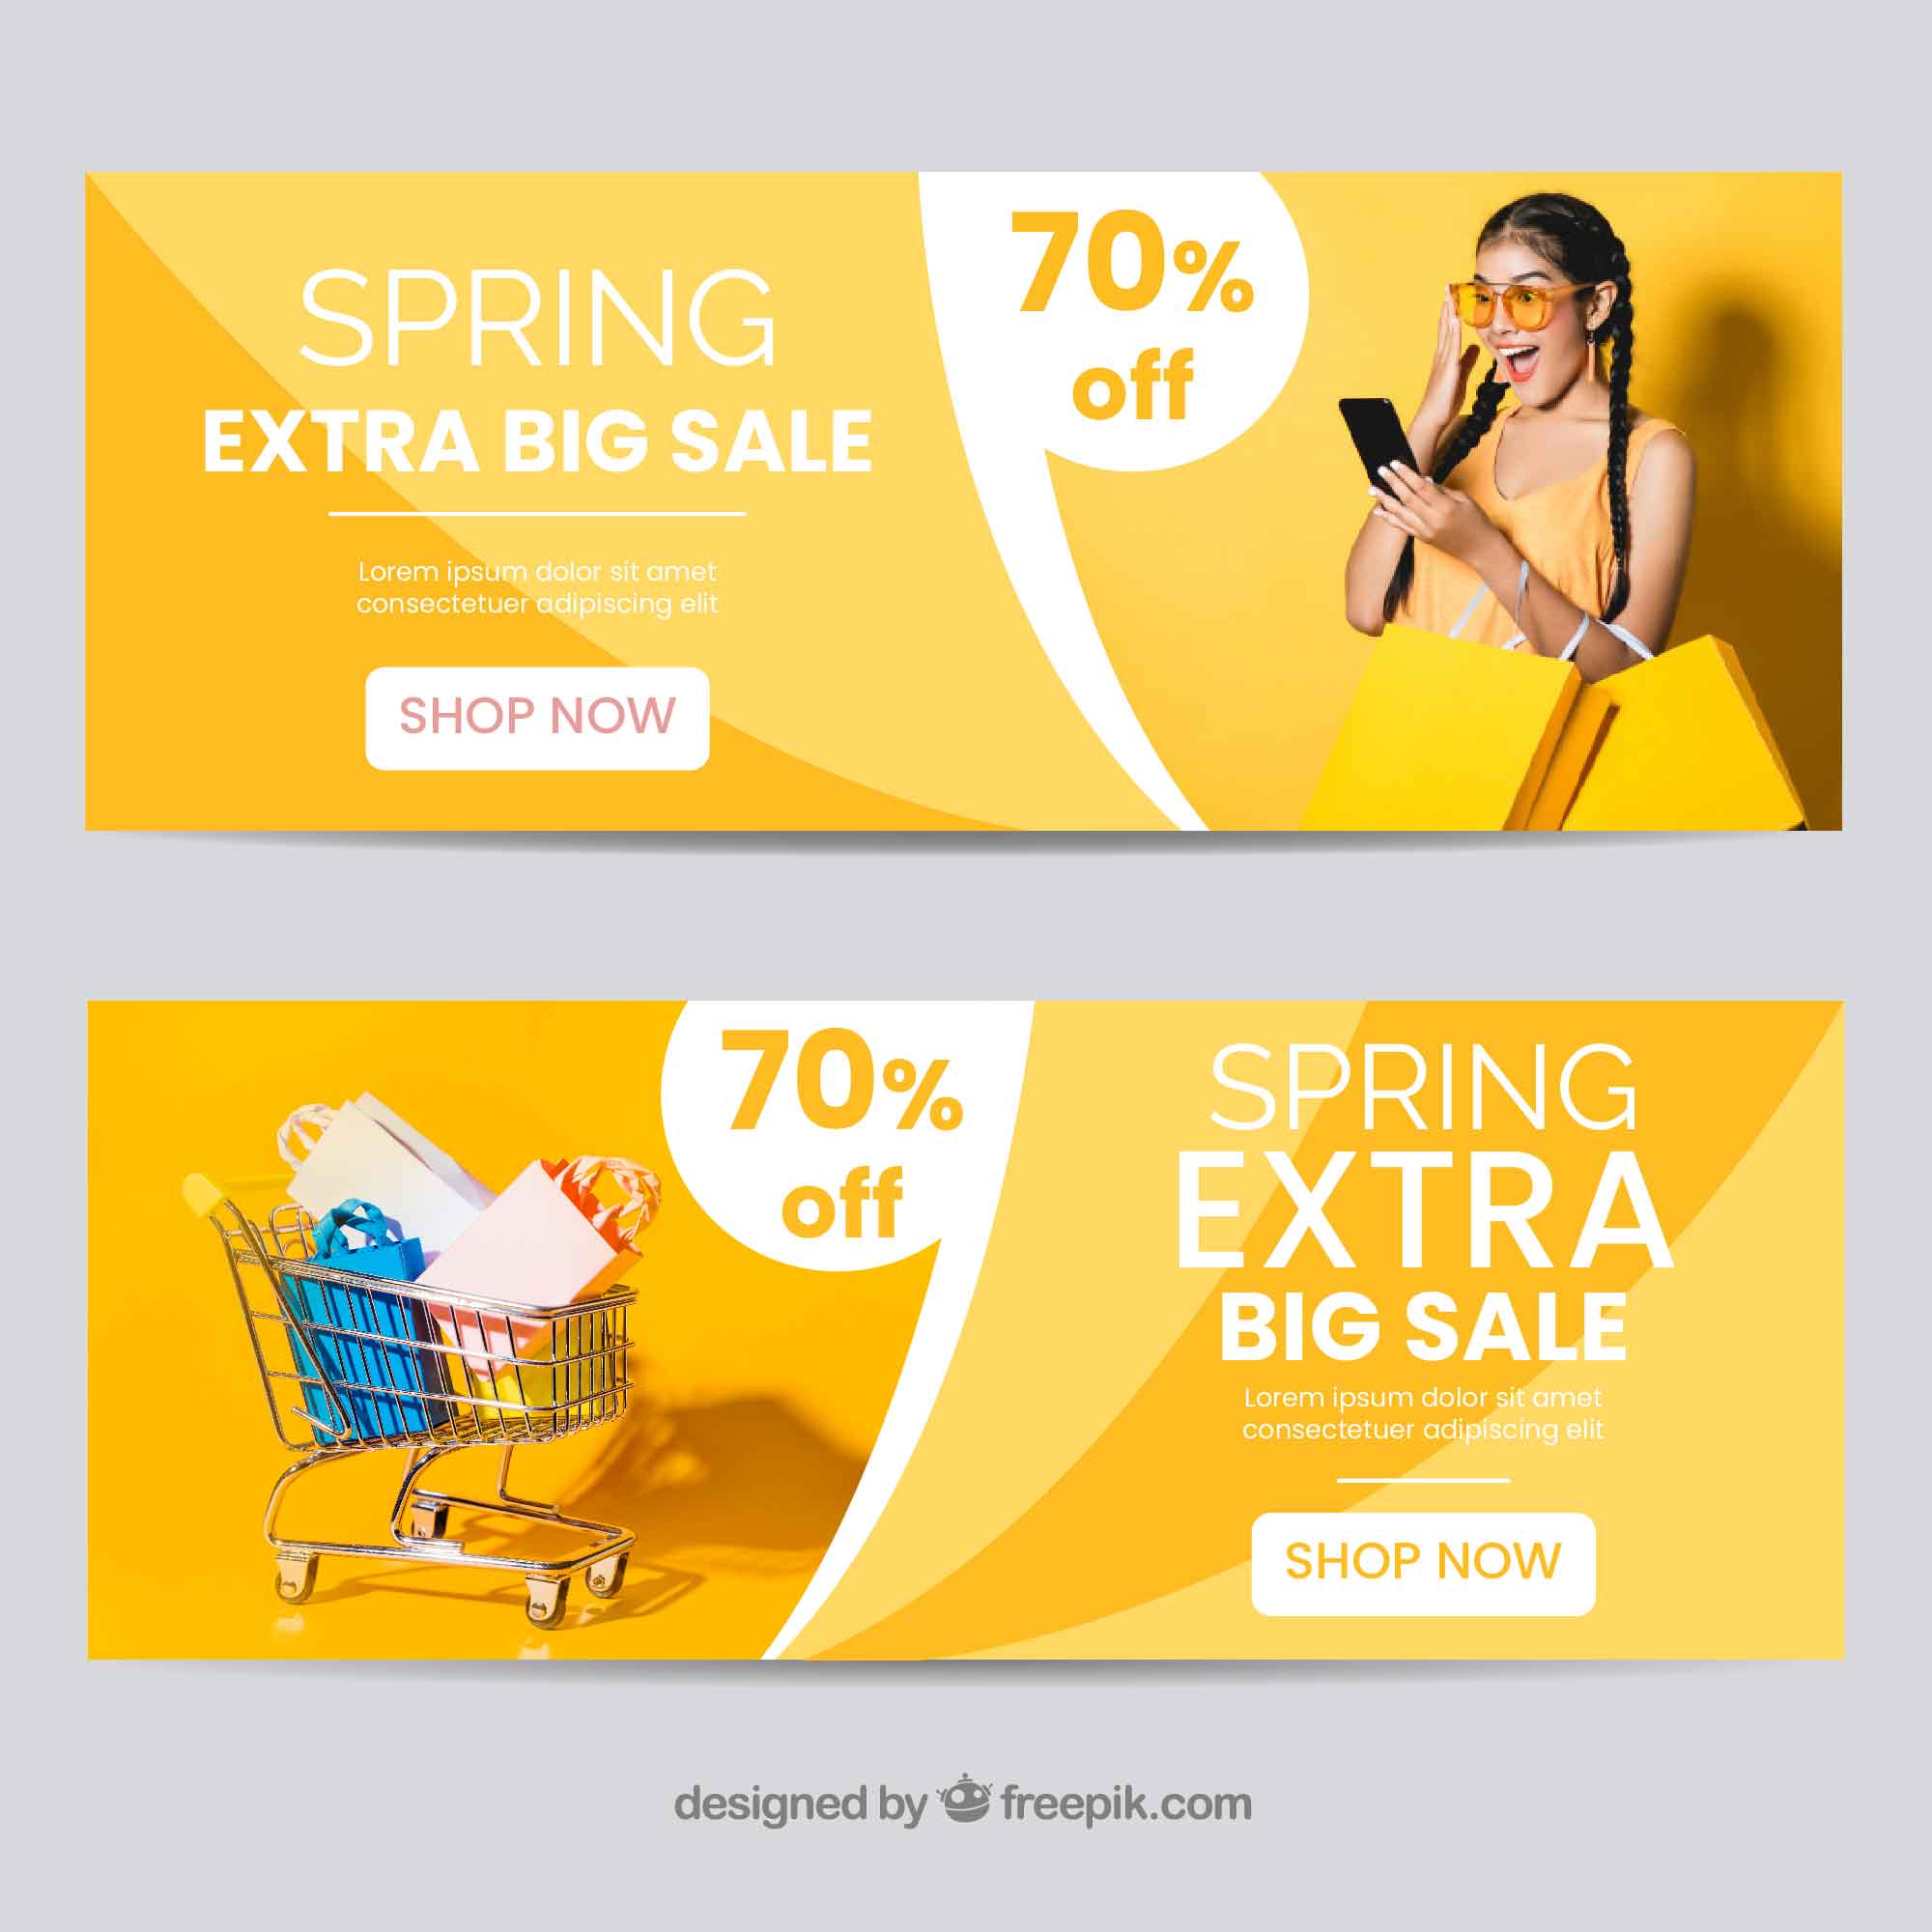 SPRING
EXTRA BIG SALE
Lorem ipsum dolor sit amet
consectetuer adipiscing elit
SHOP NOW
70%
off
70%
off
SPRING
EXTRA
BIG SALE
Lorem ipsum dolor sit amet
consectetuer adipiscing elit
SHOP NOW
designed by freepik.com